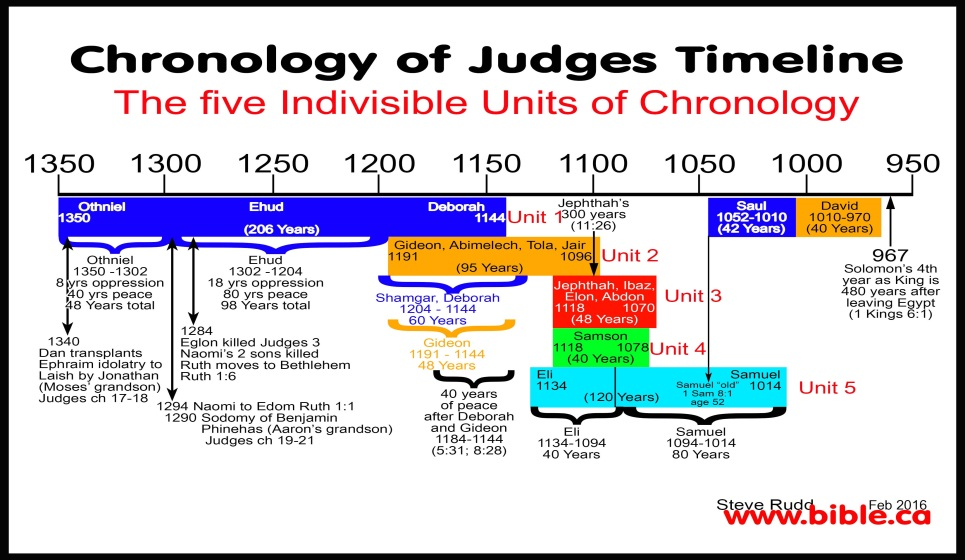 Chronology of Judges Timeline
The five Indivisible Units of Chronology
1350 1300 1250 1200 1150 1100 1050 1000 950
Othniel
1350
Ehud
(206 Years)
Deborah
1144
Unit 1
Jephthah's
300 years
(11:26)
Saul
1052-1010
(42 Years)
David
1010-970
(40 Years)
Othniel
1350 -1302
8 yrs oppression
40 yrs peace
48 Years total
Ehud
1302 -1204
18 yrs oppression
80 yrs peace
98 Years total
Gideon, Abimelech, Tola, Jair
1191 1096
(95 Years)
Unit 2
967
Solomon's 4th
year as King is
480 years after
leaving Egypt
(1 Kings 6:1)
Shamgar, Deborah
1204 - 1144
60 Years
Jephthah, Ibaz,
Elon, Abdon
1118 1070
(48 Years)
Unit 3
1340
Dan transplants
Ephraim idolatry to
Laish by Jonathan
(Moses' grandson)
Judges ch 17-18
1284
Eglon killed Judges 3
Naomi's 2 sons killed
Ruth moves to Bethlehem
Ruth 1:6
Gideon
1191 - 1144
48 Years
Samson
1118 1078
(40 Years)
Unit 4
Eli
1134
(120 Years)
Samuel "old"
1 Sam 8:1
age 52
Samuel
1014
Unit 5
40 years
of peace
after Deborah
and Gideon
1184-1144
(5:31; 8:28)
1294 Naomi to Edom Ruth 1:1
1290 Sodomy of Benjamin
Phinehas (Aaron's grandson)
Judges ch 19-21
Eli
1134-1094
40 Years
Samuel
1094-1014
80 Years
Steve Rudd Feb 2016
www.bible.ca